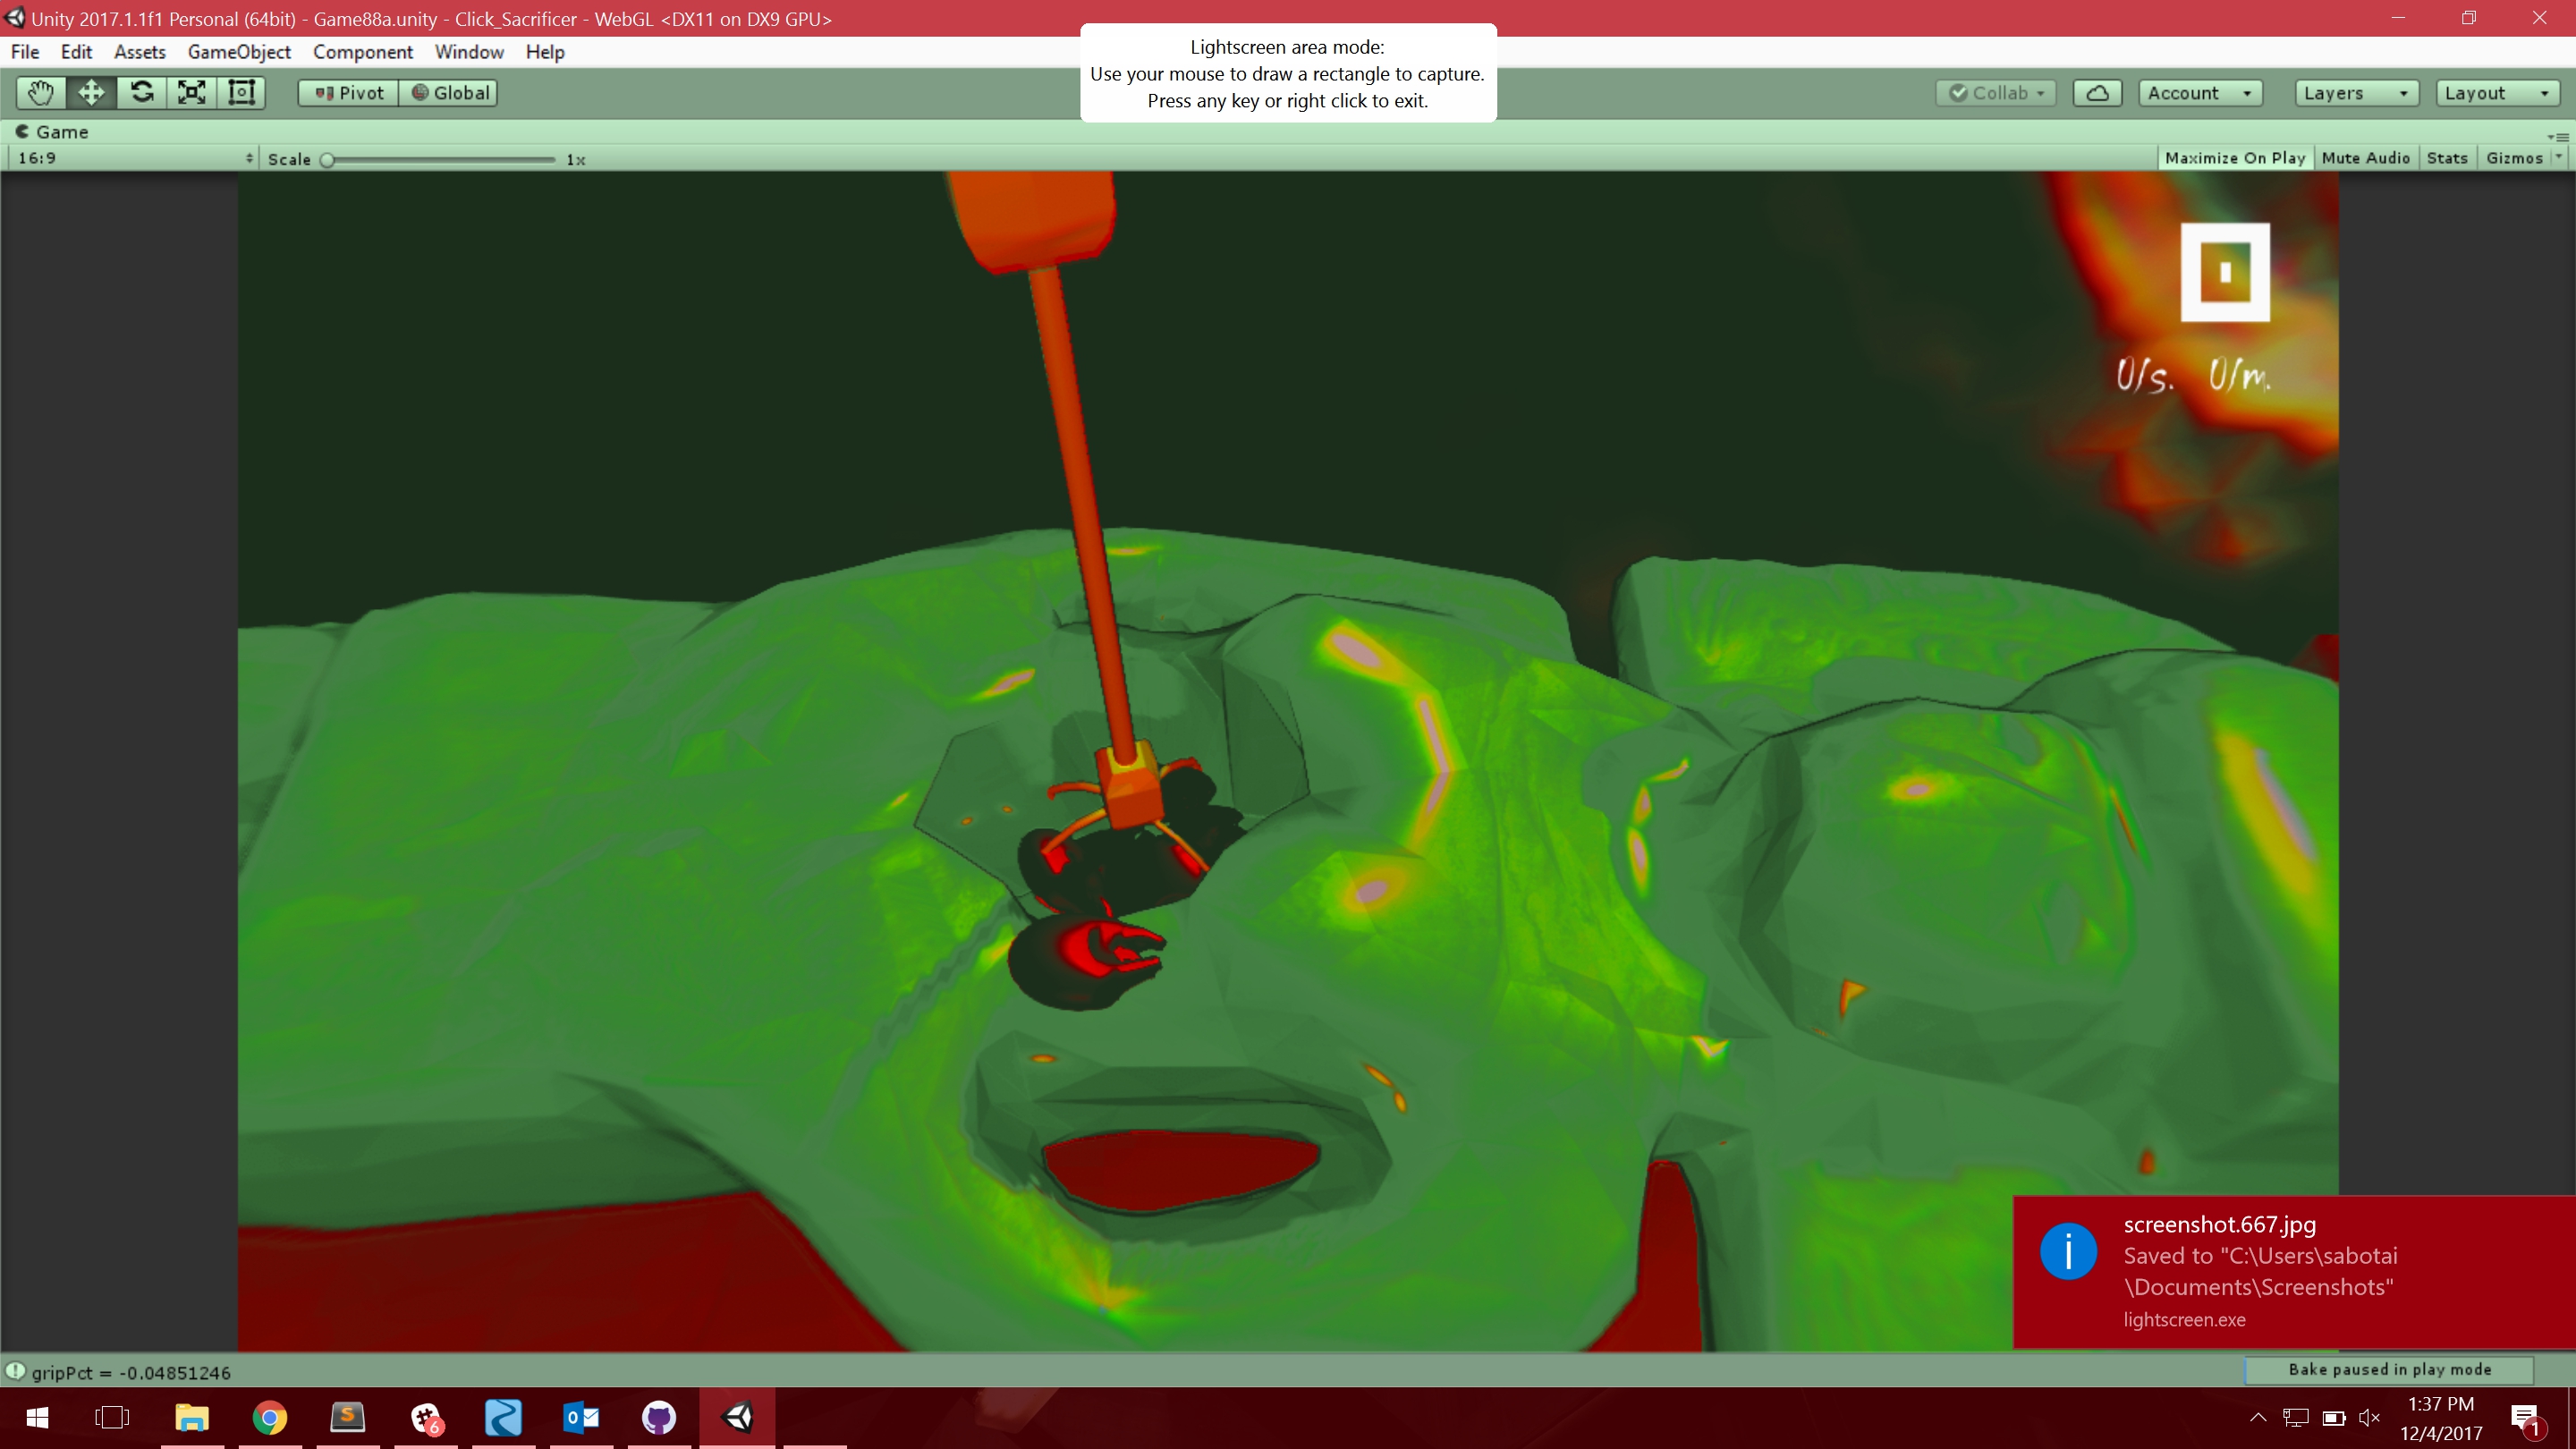 Unity 2017.1.1f1 Personal (64bit) - Game88a.unity - Click_Sacrificer - WebGL <DX11 on DX9 GPU>
File Edit Assets GameObject Component Window Help
Lightscreen area mode:
Use your mouse to draw a rectangle to capture.
Press any key or right click to exit.
Pivot Global
Collab Account Layers Layout
Game
16:9 Scale 1x
Maximize On Play Mute Audio Stats Gizmos
0
0/s. 0/m.
screenshot.667.jpg
Saved to "C:\Users\sabotai
\Documents\Screenshots"
lightscreen.exe
gripPct = -0.04851246
Bake paused in play mode
S
6
O
1:37 PM
12/4/2017
1